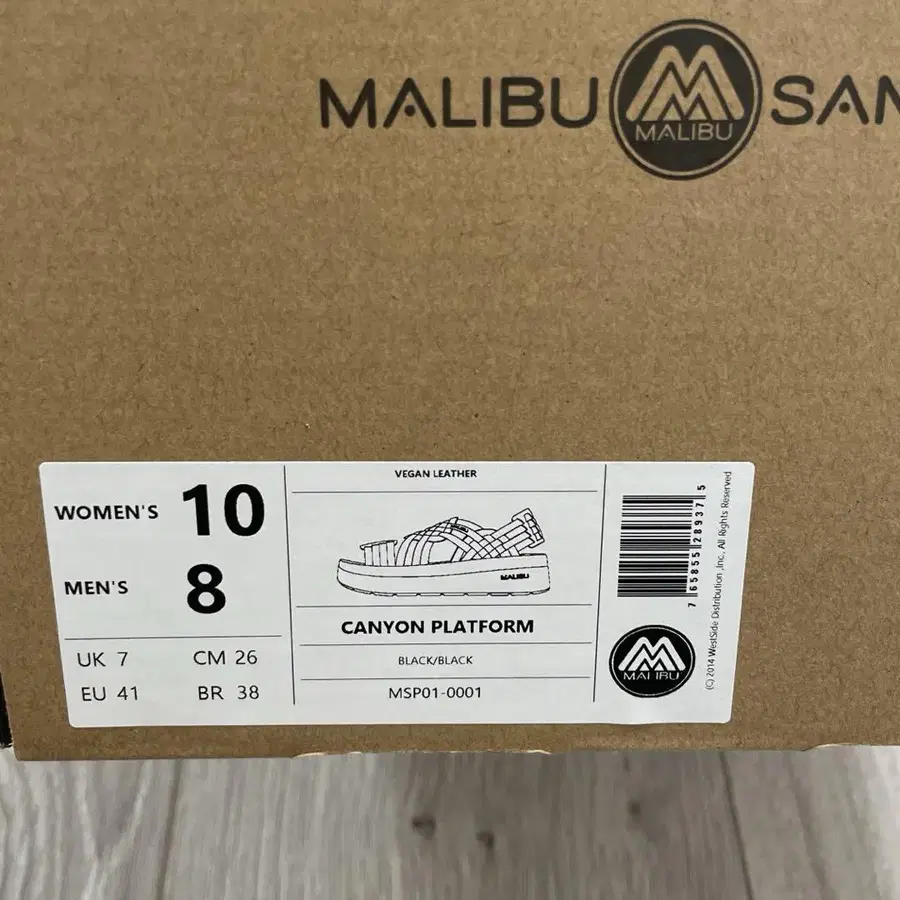 MALIBU MALIBU SAN
WOMEN'S 10
MEN'S 8
UK 7 CM 26
EU 41 BR 38
VEGAN LEATHER
MALIBU
CANYON PLATFORM
BLACK/BLACK
MSP01-0001
7 65855 28937 5
MALIBU
(C) 2014 WestSide Distribution ,Inc., All Rights Reserved